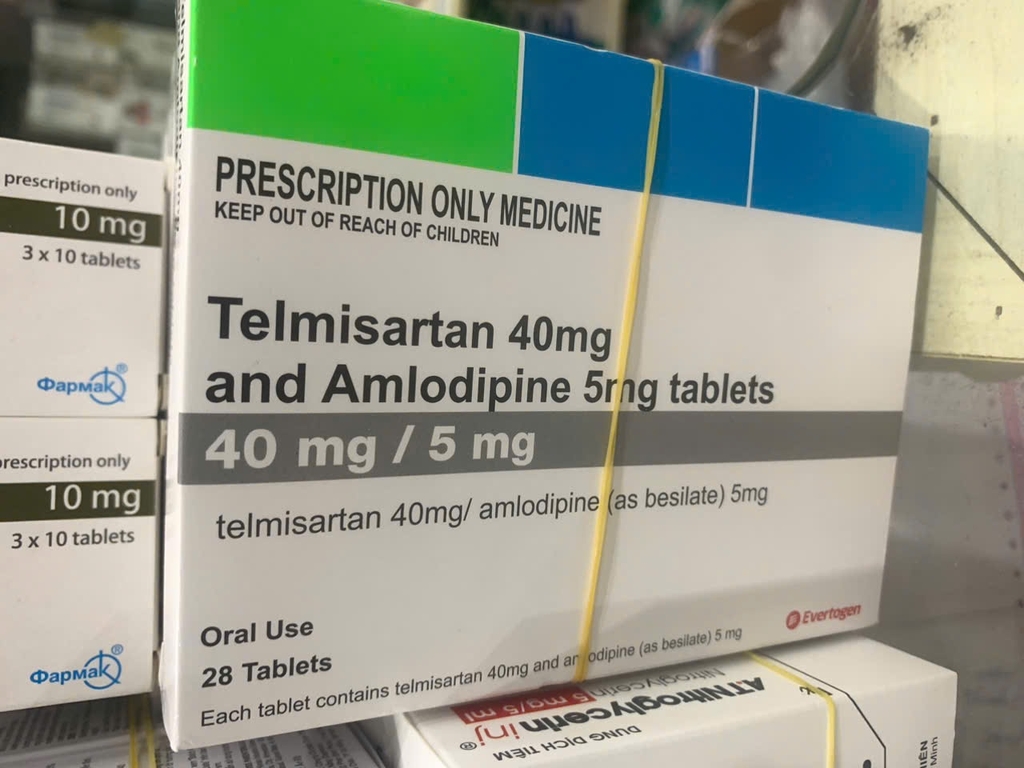 PRESCRIPTION ONLY MEDICINE
KEEP OUT OF REACH OF CHILDREN
Telmisartan 40mg
and Amlodipine 5mg tablets
40 mg / 5 mg
telmisartan 40mg/ amlodipine (as besilate) 5mg
Oral Use
28 Tablets
Each tablet contains telmisartan 40mg and amlodipine (as besilate) 5 mg
Evertogen
prescription only
10 mg
3 x 10 tablets
Фармак®
prescription only
10 mg
3 x 10 tablets
Фармак®
DUNG DỊCH TIÊM
A.T Nitroglycerin inj®
Nitroglycerin 5 mg/5 ml